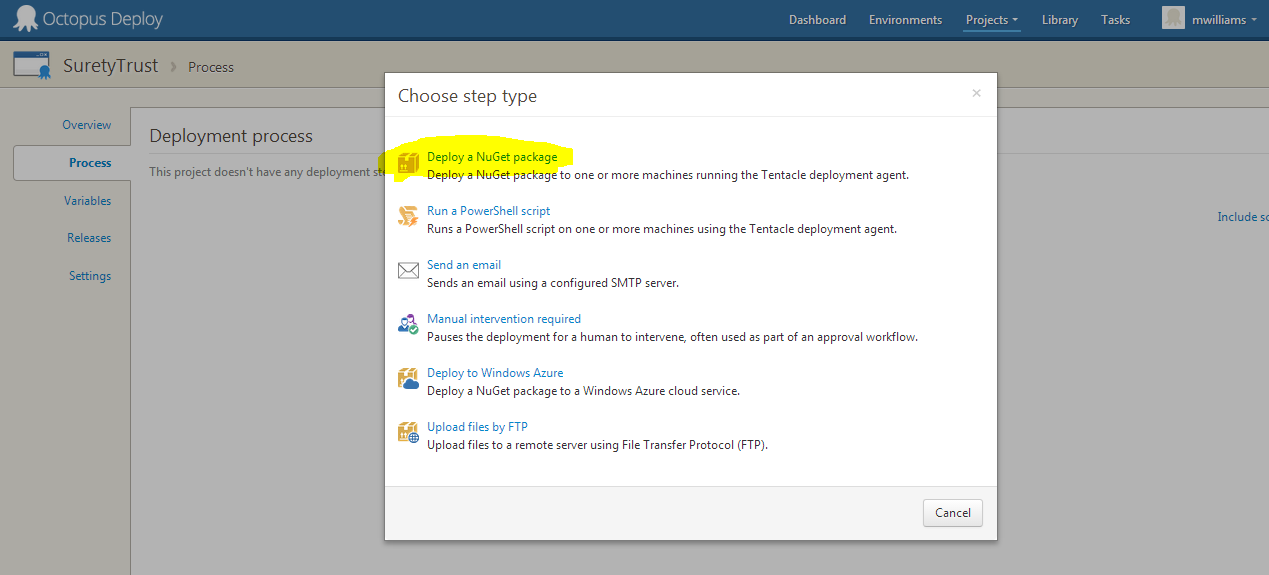 Octopus Deploy
Dashboard Environments Projects Library Tasks mwilliams
SuretyTrust › Process
Choose step type ×
Overview
Process
Variables
Releases
Settings
Deployment process
This project doesn't have any deployment
Include
Deploy a NuGet package
Deploy a NuGet package to one or more machines running the Tentacle deployment agent.
Run a PowerShell script
Runs a PowerShell script on one or more machines using the Tentacle deployment agent.
Send an email
Sends an email using a configured SMTP server.
Manual intervention required
Pauses the deployment for a human to intervene, often used as part of an approval workflow.
Deploy to Windows Azure
Deploy a NuGet package to a Windows Azure cloud service.
Upload files by FTP
Upload files to a remote server using File Transfer Protocol (FTP).
Cancel